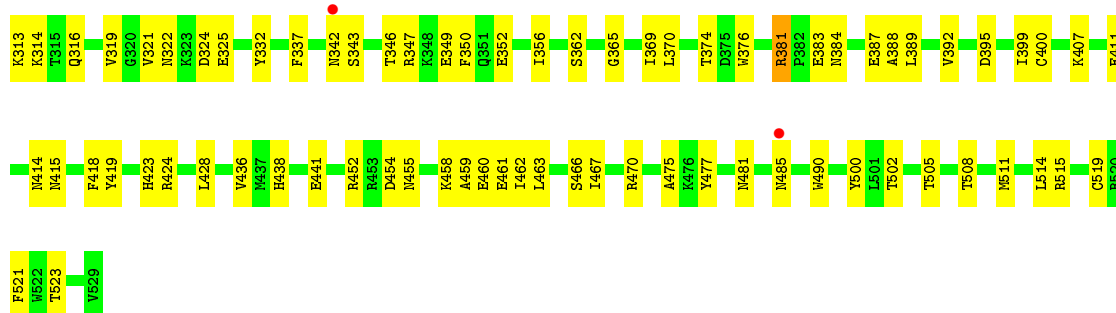 K313 K314 T315 Q316 V319 G320 V321 N322 K323 D324 E325 Y332 F337 N342 S343 T346 R347 K348 E349 F350 Q351 E352 I356 S362 G365 I369 L370 T374 D375 W376 R381 P382 E383 N384 E387 A388 L389 V392 D395 I399 C400 K407
N414 N415 F418 Y419 H423 R424 L428 V436 M437 H438 E441 R452 R453 D454 N455 K458 A459 E460 E461 I462 L463 S466 I467 R470 A475 K476 Y477 N481 N485 W490 Y500 L501 T502 T505 T508 M511 L514 R515 C519
F521 W522 T523 V529